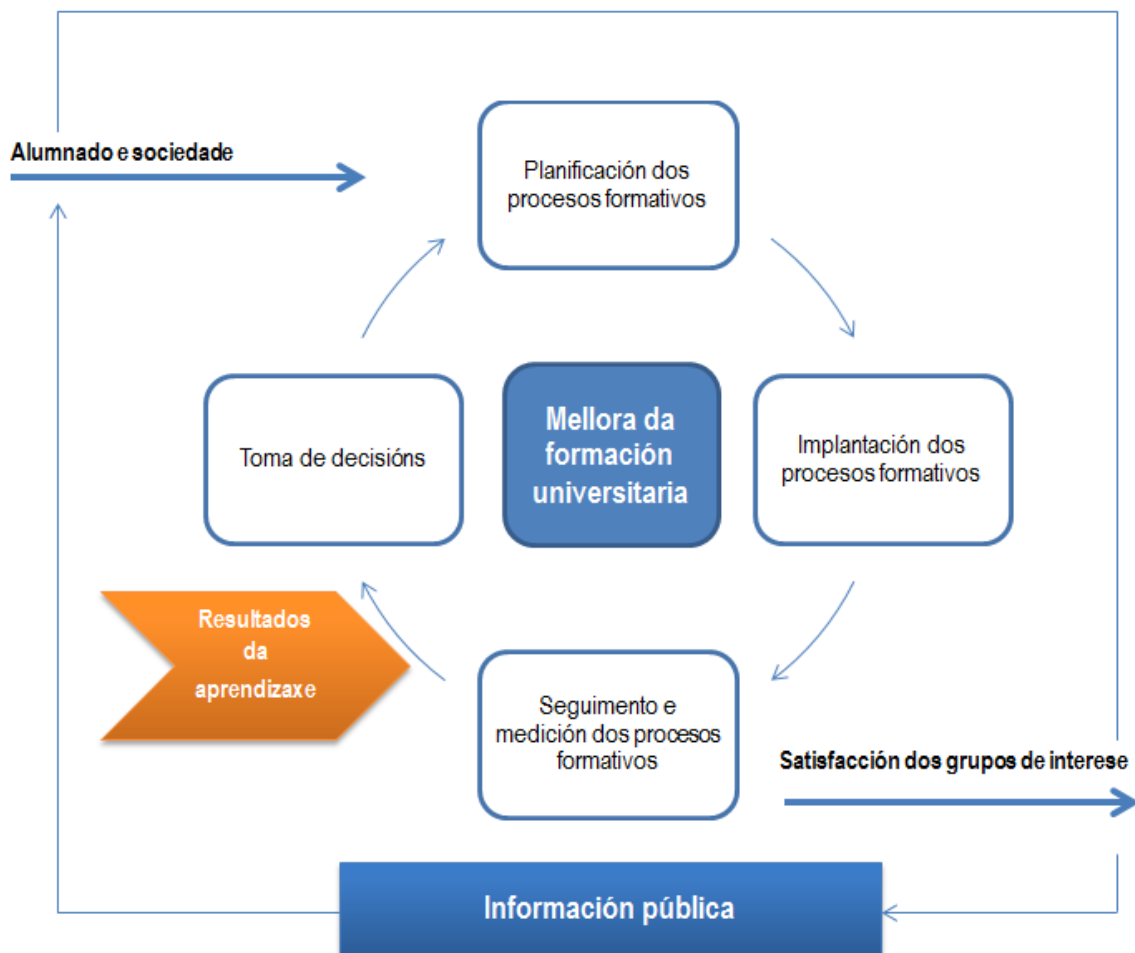 Alumnado e sociedade
Planificación dos
procesos formativos
Toma de decisións
Mellora da
formación
universitaria
Implantación dos
procesos formativos
Resultados
da
aprendizaxe
Seguimento e
medición dos procesos
formativos
Satisfacción dos grupos de interese
Información pública